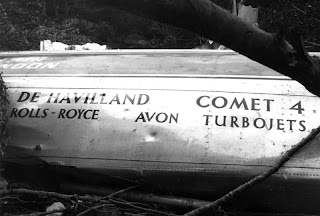 DE HAVILLAND COMET 4
ROLLS-ROYCE AVON TURBOJETS